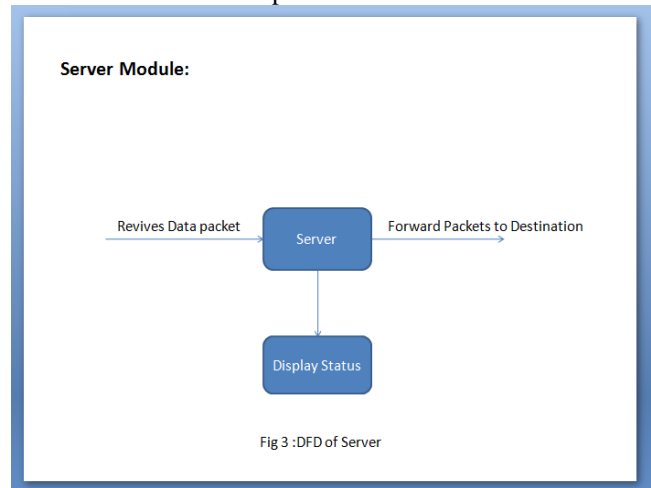 Server Module:
Revives Data packet
Server
Forward Packets to Destination
Display Status
Fig 3 :DFD of Server